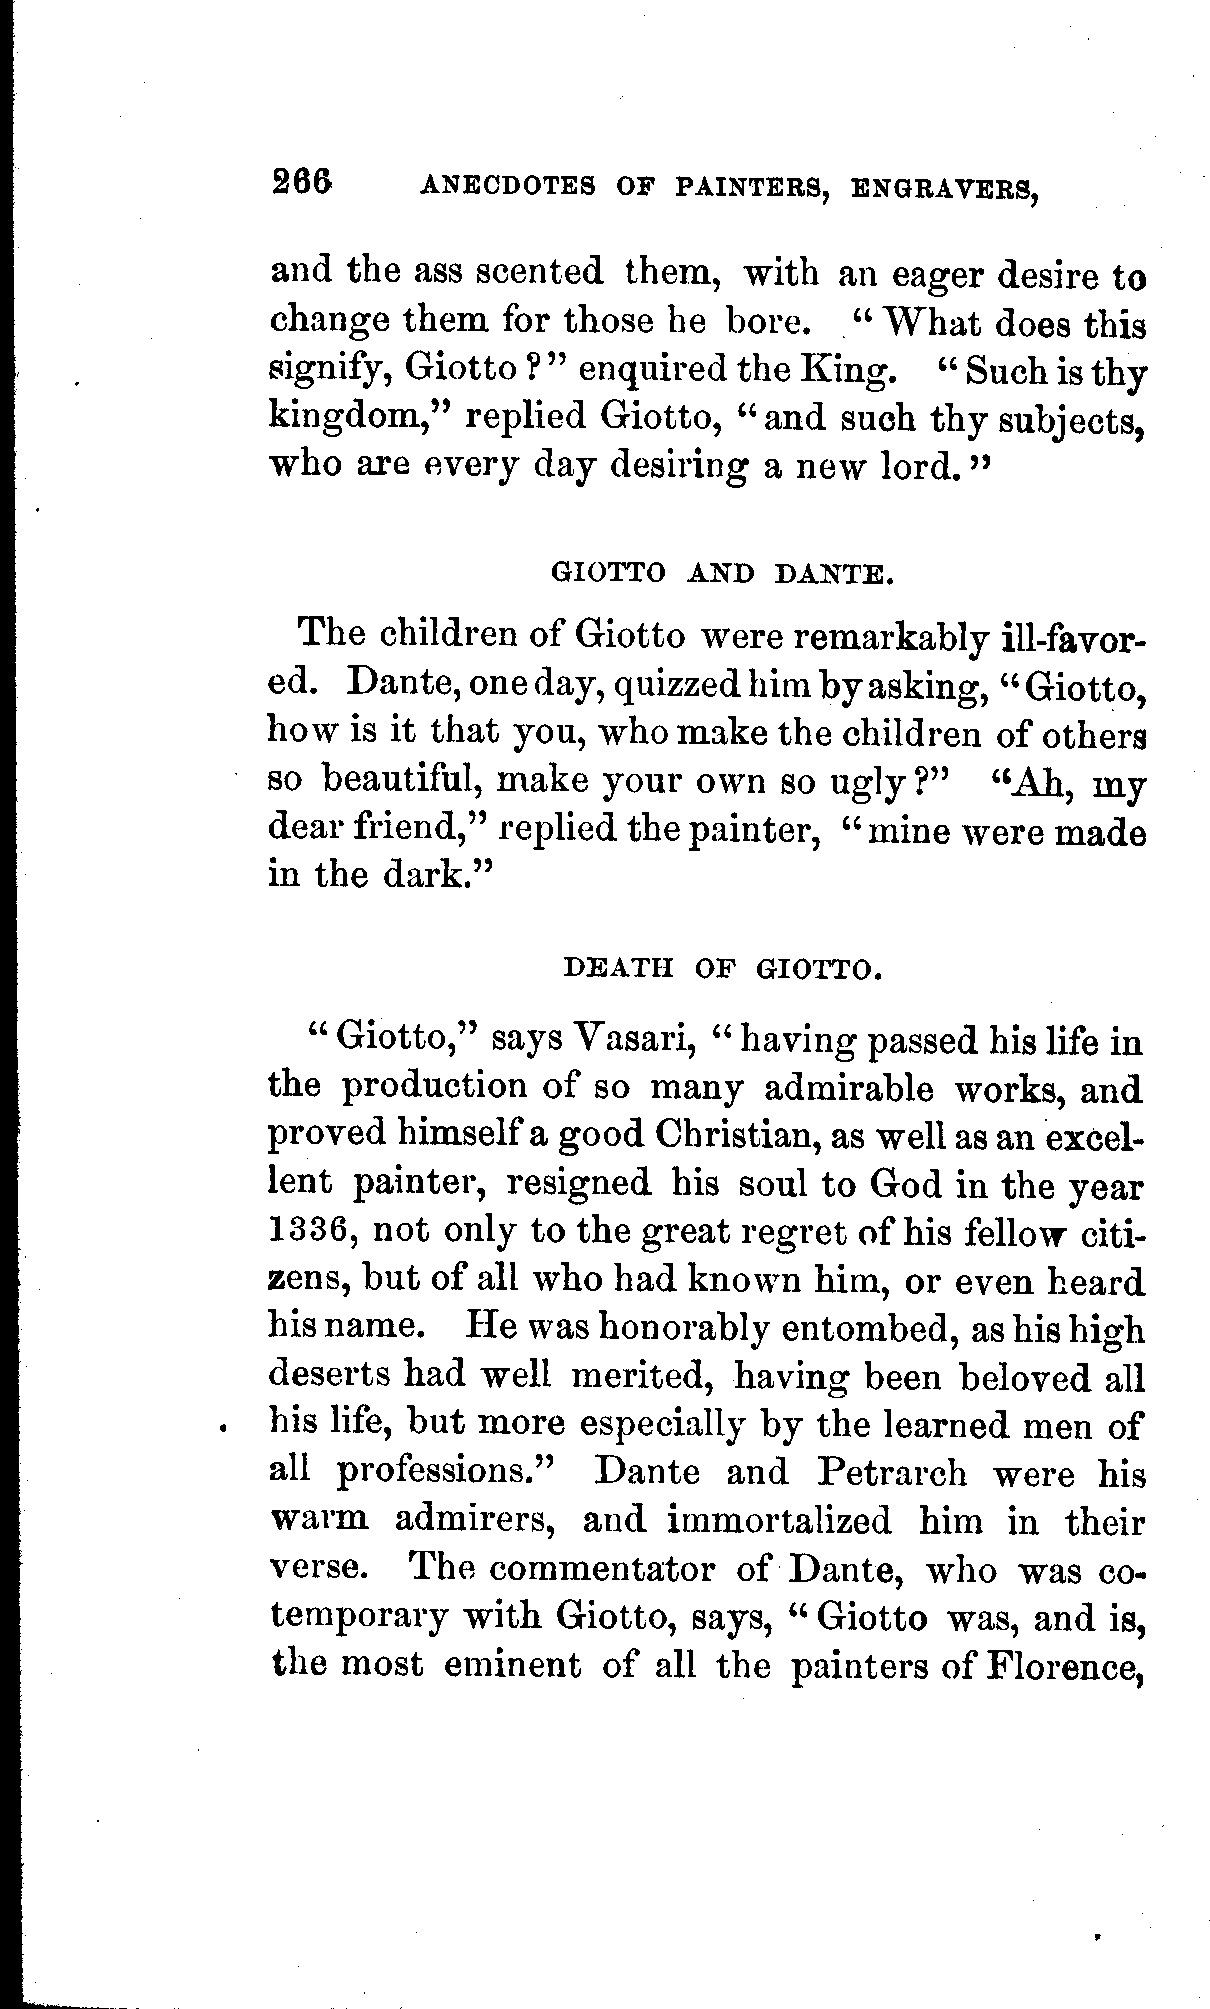 266 ANECDOTES OF PAINTERS, ENGRAVERS,
and the ass scented them, with an eager desire to
change them for those he bore. "What does this
signify, Giotto?" enquired the King. "Such is thy
kingdom," replied Giotto, "and such thy subjects,
who are every day desiring a new lord."
GIOTTO AND DANTE.
The children of Giotto were remarkably ill-favor-
ed. Dante, one day, quizzed him by asking, "Giotto,
how is it that you, who make the children of others
so beautiful, make your own so ugly?" "Ah, my
dear friend," replied the painter, "mine were made
in the dark."
DEATH OF GIOTTO.
"Giotto," says Vasari, "having passed his life in
the production of so many admirable works, and
proved himself a good Christian, as well as an excel-
lent painter, resigned his soul to God in the year
1336, not only to the great regret of his fellow citi-
zens, but of all who had known him, or even heard
his name. He was honorably entombed, as his high
deserts had well merited, having been beloved all
his life, but more especially by the learned men of
all professions." Dante and Petrarch were his
warm admirers, and immortalized him in their
verse. The commentator of Dante, who was co-
temporary with Giotto, says, "Giotto was, and is,
the most eminent of all the painters of Florence,